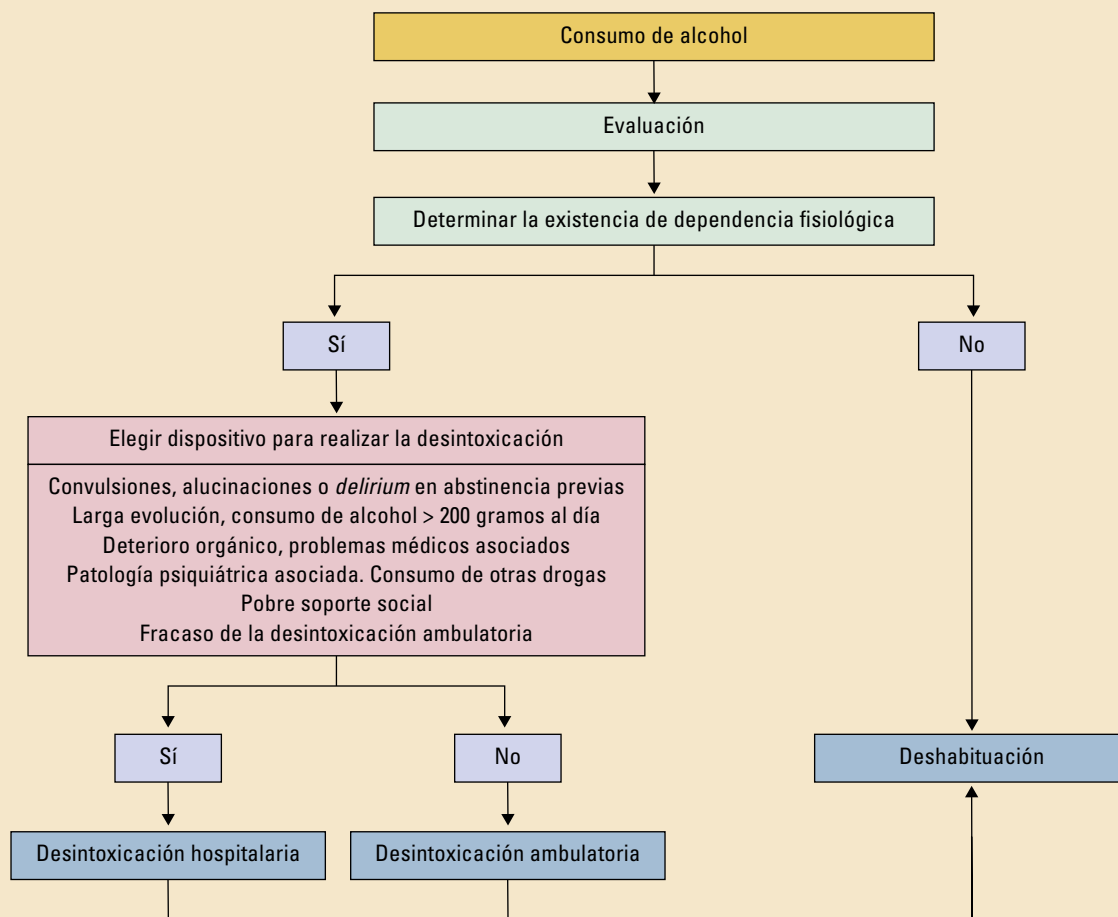 Consumo de alcohol
Evaluación
Determinar la existencia de dependencia fisiológica
Sí
No
Elegir dispositivo para realizar la desintoxicación
Convulsiones, alucinaciones o delirium en abstinencia previas
Larga evolución, consumo de alcohol > 200 gramos al día
Deterioro orgánico, problemas médicos asociados
Patología psiquiátrica asociada. Consumo de otras drogas
Pobre soporte social
Fracaso de la desintoxicación ambulatoria
Sí
No
Deshabituación
Desintoxicación hospitalaria
Desintoxicación ambulatoria